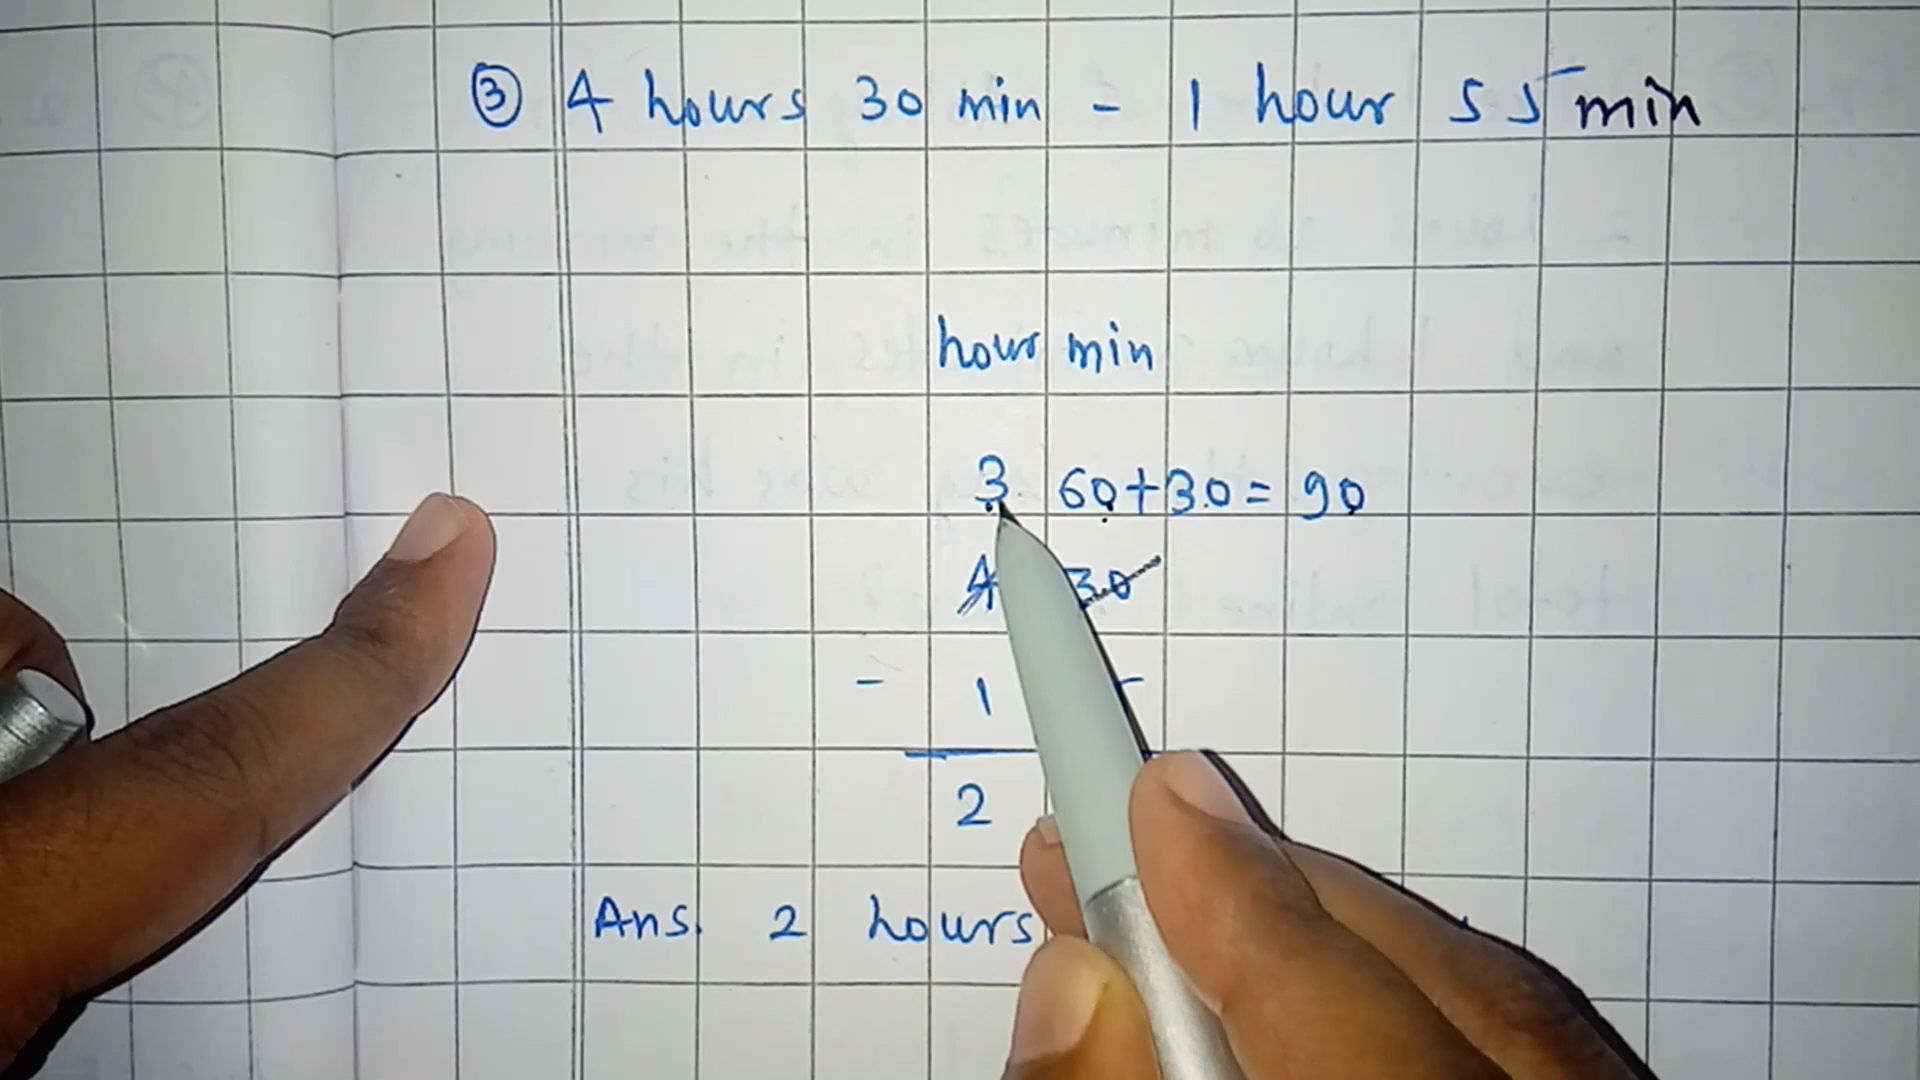 ③ 4 hours 30 min - 1 hour 55 min
hour min
3 60+30=90
4 30
- 1
2
Ans. 2 hours